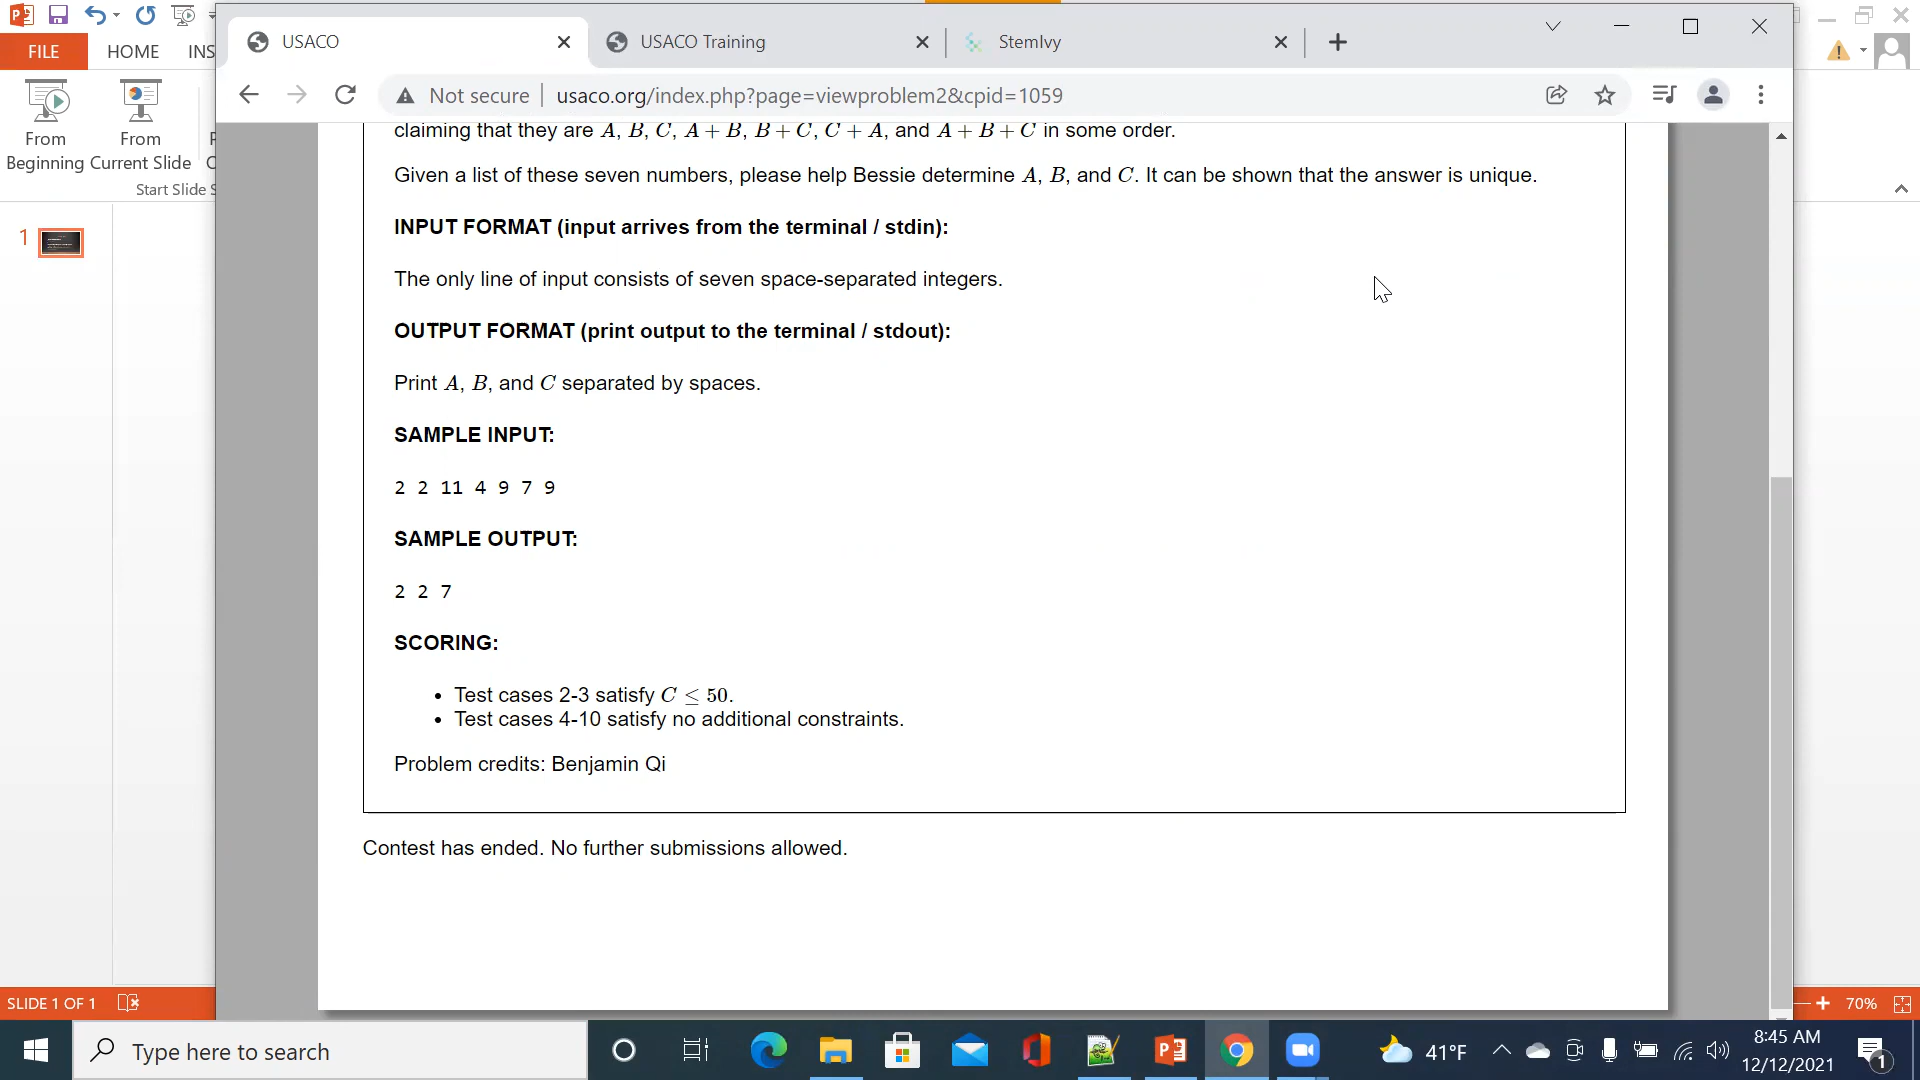 USACO
USACO Training
StemIvy
FILE
HOME
INS
Not secure
usaco.org/index.php?page=viewproblem2&cpid=1059
From Beginning
From Current Slide
Start Slide S
claiming that they are A, B, C, A + B, B + C, C + A, and A + B + C in some order.
Given a list of these seven numbers, please help Bessie determine A, B, and C. It can be shown that the answer is unique.
INPUT FORMAT (input arrives from the terminal / stdin):
The only line of input consists of seven space-separated integers.
OUTPUT FORMAT (print output to the terminal / stdout):
Print A, B, and C separated by spaces.
SAMPLE INPUT:
2 2 11 4 9 7 9
SAMPLE OUTPUT:
2 2 7
SCORING:
• Test cases 2-3 satisfy C ≤ 50.
• Test cases 4-10 satisfy no additional constraints.
Problem credits: Benjamin Qi
Contest has ended. No further submissions allowed.
1
SLIDE 1 OF 1
70%
Type here to search
41°F
8:45 AM
12/12/2021
1